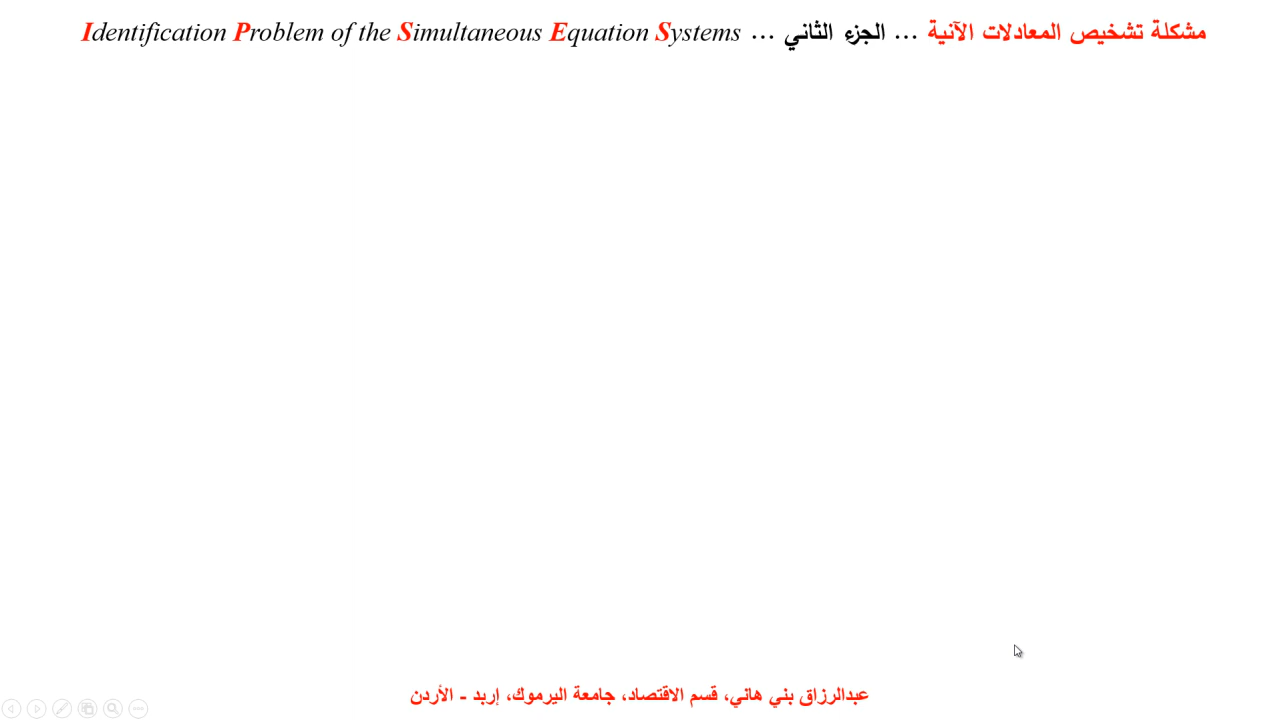 مشكلة تشخيص المعادلات الآنية ... الجزء الثاني ... Identification Problem of the Simultaneous Equation Systems
عبدالرزاق بني هاني، قسم الاقتصاد، جامعة اليرموك، إربد - الأردن